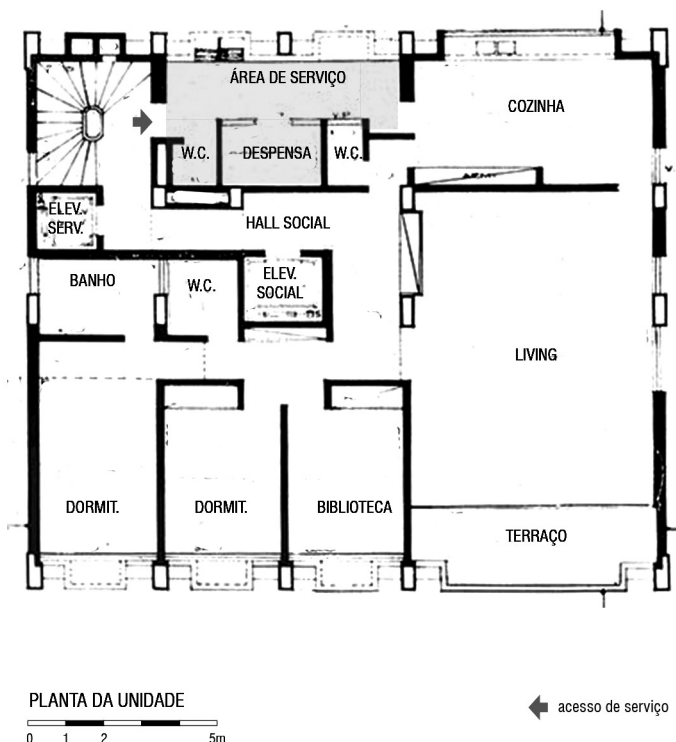 ÁREA DE SERVIÇO
COZINHA
W.C.
DESPENSA
W.C.
ELEV.
SERV.
HALL SOCIAL
BANHO
W.C.
ELEV.
SOCIAL
LIVING
DORMIT.
DORMIT.
BIBLIOTECA
TERRAÇO
PLANTA DA UNIDADE
acesso de serviço
0 1 2 5m